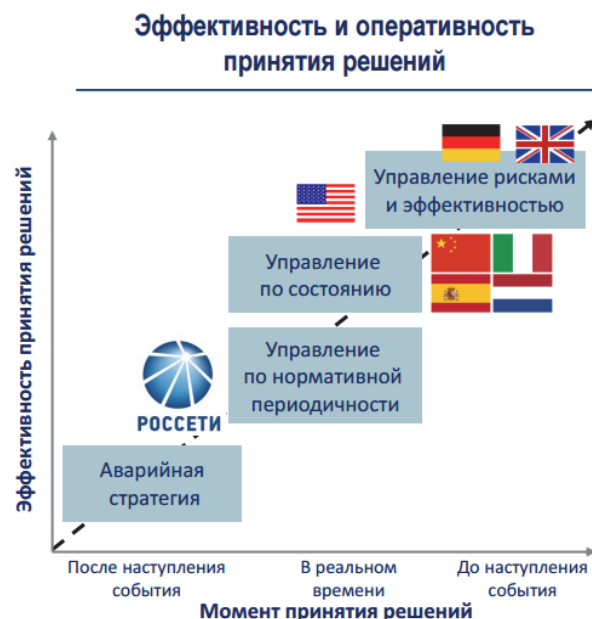 Эффективность и оперативность
принятия решений
Эффективность принятия решений
Управление рисками
и эффективностью
Управление
по состоянию
Управление
по нормативной
периодичности
РОССЕТИ
Аварийная
стратегия
После наступления
события
В реальном
времени
До наступления
события
Момент принятия решений